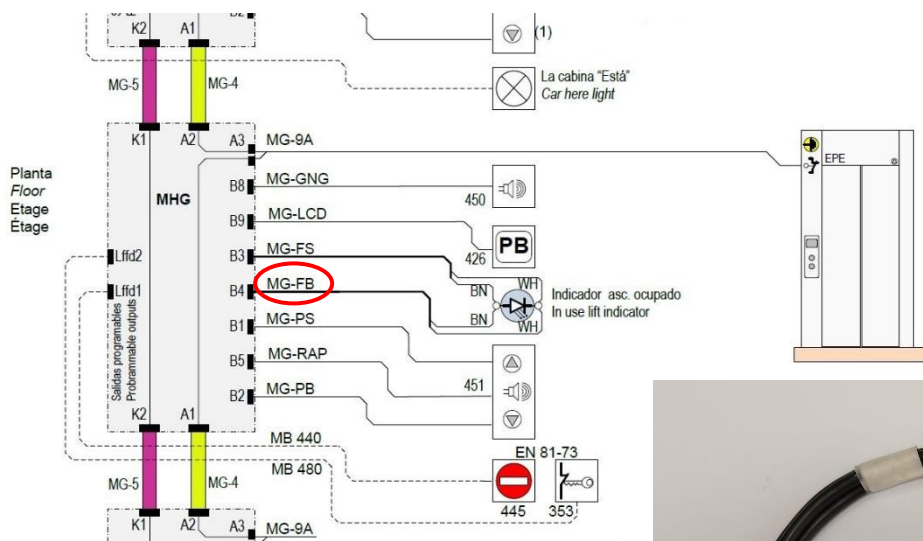 K2
A1
B2
(1)
MG-5
MG-4
La cabina "Está"
Car here light
K1
A2
A3
MG-9A
Planta
Floor
Etage
Étage
MHG
EPE
B8
MG-GNG
450
B9
MG-LCD
426
PB
Lffd2
B3
MG-FS
BN
WH
Lffd1
B4
MG-FB
BN
WH
Indicador asc. ocupado
In use lift indicator
B1
MG-PS
B5
MG-RAP
451
B2
MG-PB
Salidas programables
Probrammable outputs
K2
A1
MB 440
MB 480
EN 81-73
445
353
MG-5
MG-4
K1
A2
A3
MG-9A